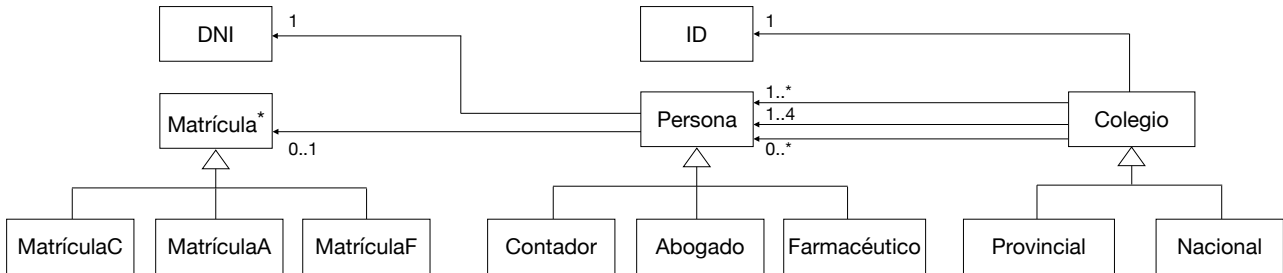 DNI
1
ID
1
Matrícula*
0..1
Persona
1..*
1..4
0..*
Colegio
MatrículaC
MatrículaA
MatrículaF
Contador
Abogado
Farmacéutico
Provincial
Nacional